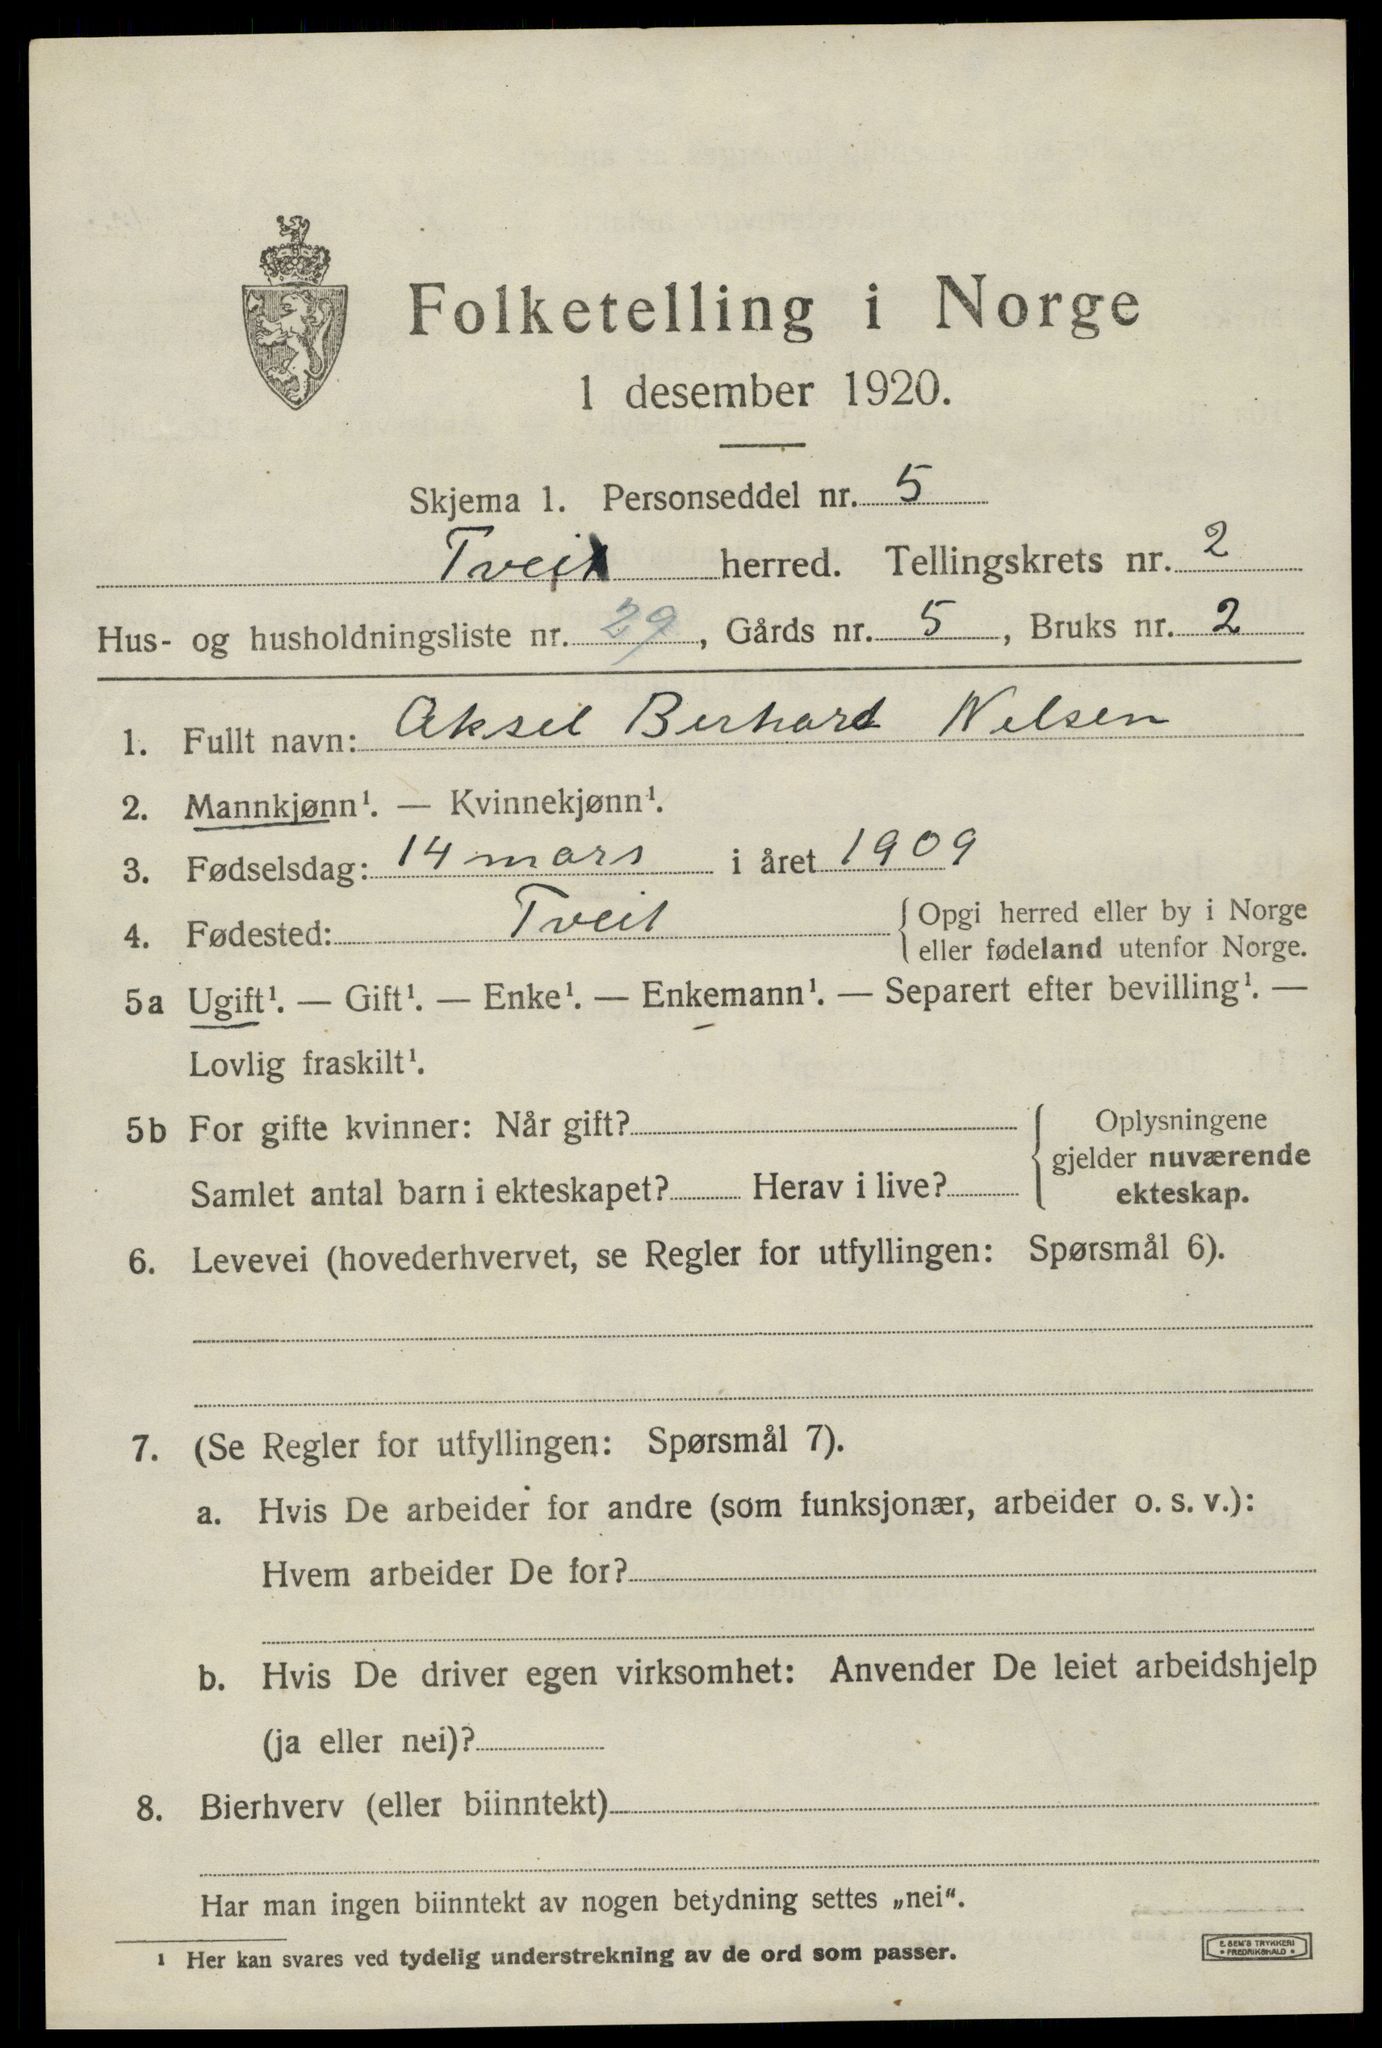 Folketelling i Norge
1 desember 1920.
Skjema 1. Personseddel nr. 5
Tveit herred. Tellingskrets nr. 2
Hus- og husholdningsliste nr. 29, Gårds nr. 5, Bruks nr. 2
1. Fullt navn: Aksel Berhard Nelsen
2. Mannkjønn¹. — Kvinnekjønn¹.
3. Fødselsdag: 14 mars i året 1909
4. Fødested: Tveit { Opgi herred eller by i Norge
eller fødeland utenfor Norge.
5a Ugift¹. — Gift¹. — Enke¹. — Enkemann¹. — Separert efter bevilling¹. —
Lovlig fraskilt¹.
5b For gifte kvinner: Når gift?
Samlet antal barn i ekteskapet? Herav i live?
Oplysningene
gjelder nuværende
ekteskap.
6. Levevei (hovederhvervet, se Regler for utfyllingen: Spørsmål 6).
7. (Se Regler for utfyllingen: Spørsmål 7).
a. Hvis De arbeider for andre (som funksjonær, arbeider o. s. v.):
Hvem arbeider De for?
b. Hvis De driver egen virksomhet: Anvender De leiet arbeidshjelp
(ja eller nei)?
8. Bierhverv (eller biinntekt)
Har man ingen biinntekt av nogen betydning settes „nei“.
¹ Her kan svares ved tydelig understrekning av de ord som passer.
E. SEM'S TRYKKERI
FREDRIKSHALD